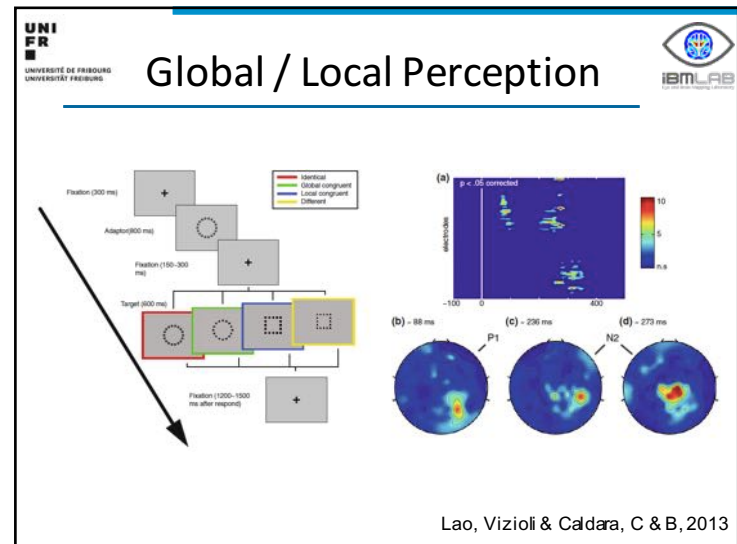 UNI
FR
UNIVERSITÉ DE FRIBOURG
UNIVERSITÄT FREIBURG
Global / Local Perception
iBMLAB
Fixation (300 ms)
Adaptor(800 ms)
Fixation (150–300
ms)
Target (600 ms)
Fixation (1200–1500
ms after respond)
Identical
Global congruent
Local congruent
Different
(a)
p < .05 corrected
electrodes
-100
0
400
10
5
n.s
(b) ~ 88 ms
P1
(c) ~ 236 ms
N2
(d) ~ 273 ms
Lao, Vizioli & Caldara, C & B, 2013